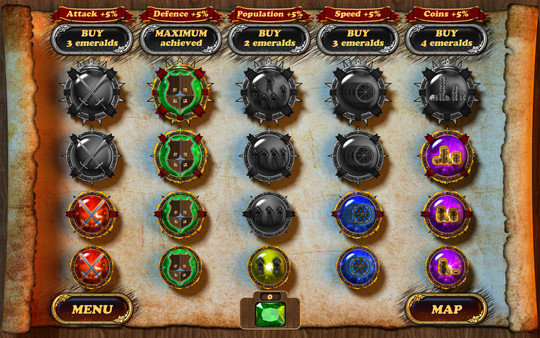 Attack +5%
Defence +5%
Population +5%
Speed +5%
Coins +5%
BUY
3 emeralds
MAXIMUM
achieved
BUY
2 emeralds
BUY
3 emeralds
BUY
4 emeralds
0
MENU
MAP